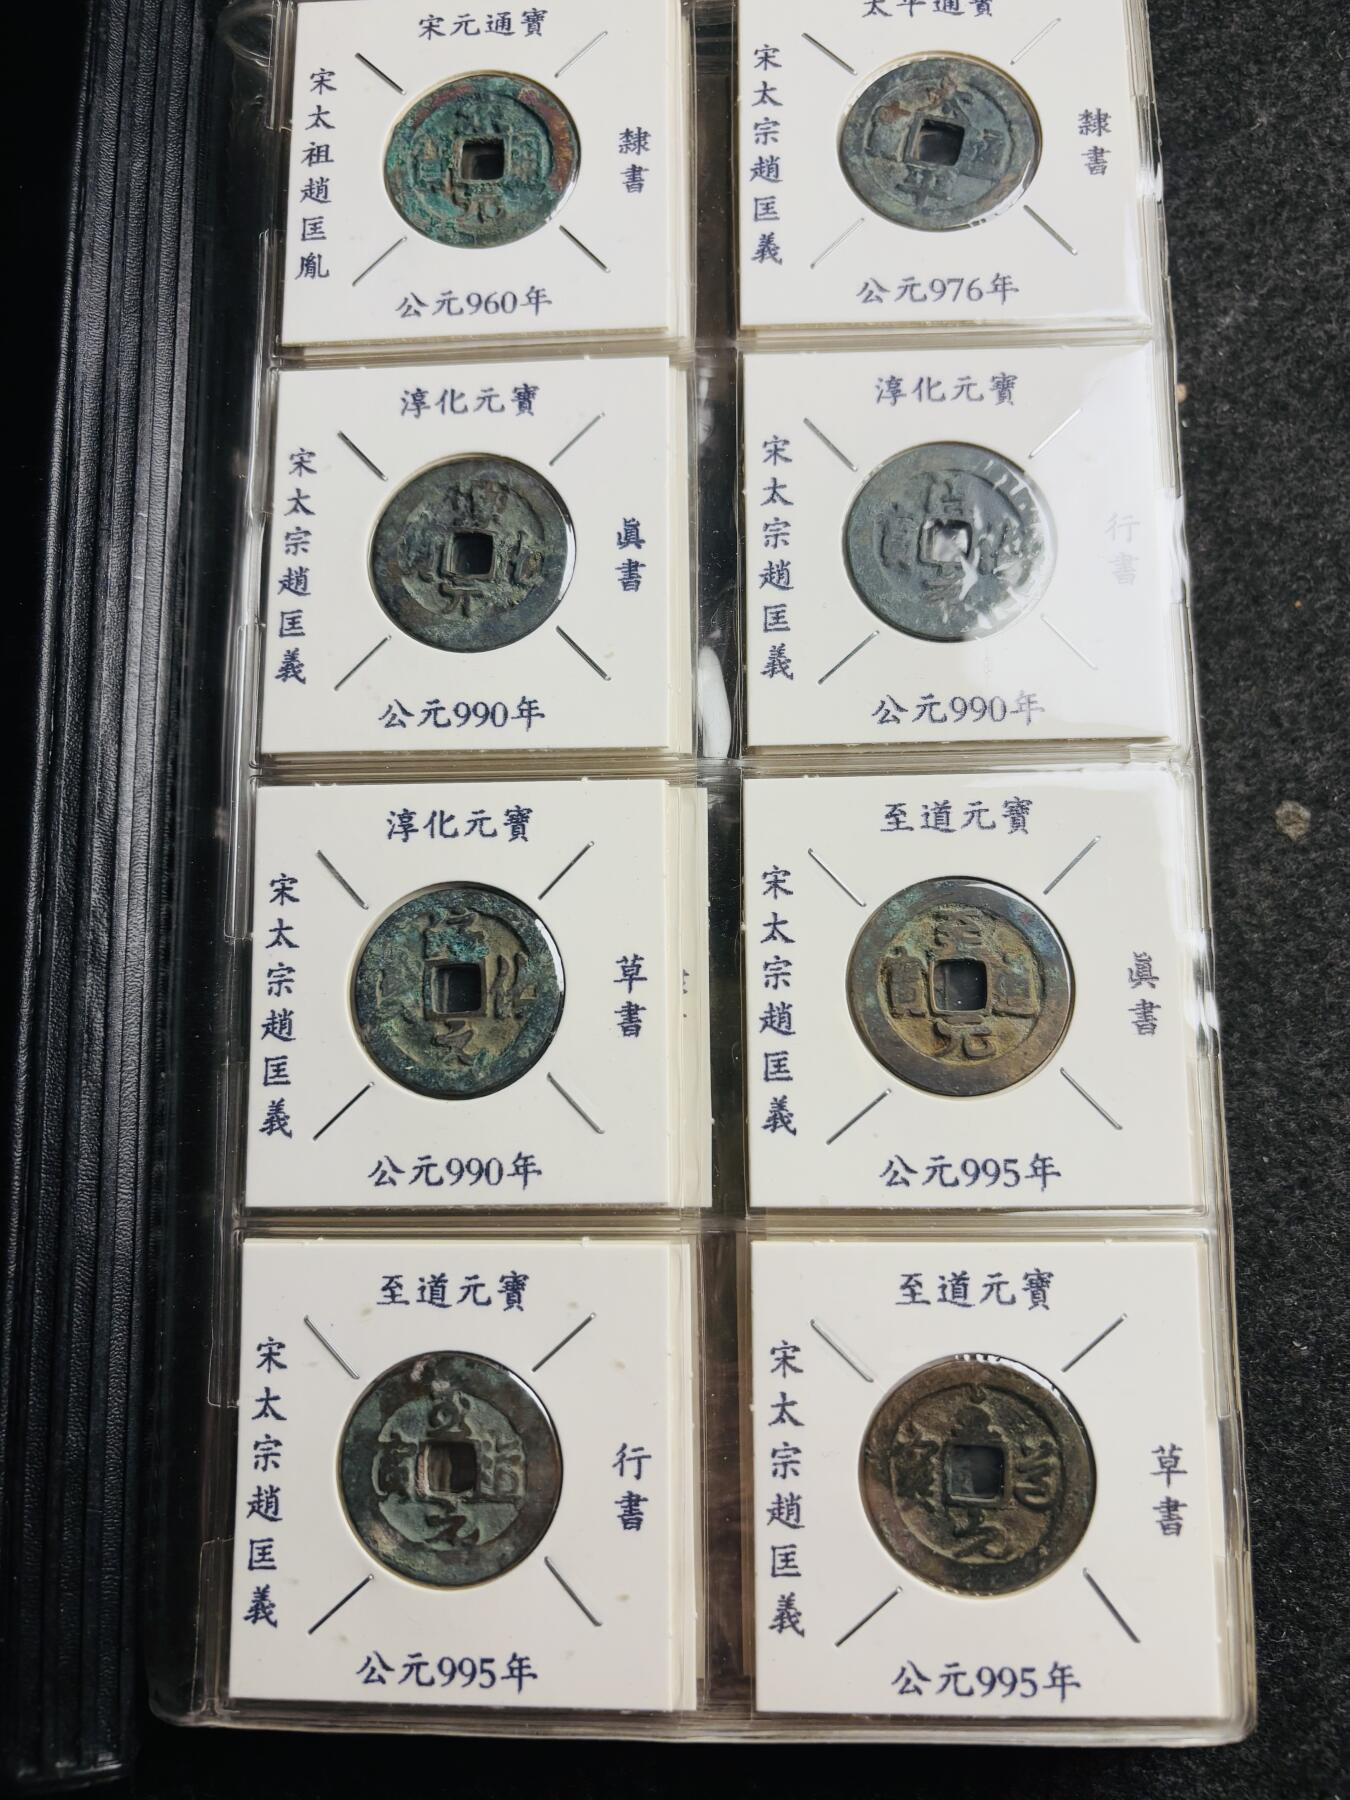 宋元通寶
宋太祖趙匡胤
隸書
公元960年
太平通寶
宋太宗趙匡義
隸書
公元976年
淳化元寶
宋太宗趙匡義
眞書
公元990年
淳化元寶
宋太宗趙匡義
行書
公元990年
淳化元寶
宋太宗趙匡義
草書
公元990年
至道元寶
宋太宗趙匡義
眞書
公元995年
至道元寶
宋太宗趙匡義
行書
公元995年
至道元寶
宋太宗趙匡義
草書
公元995年